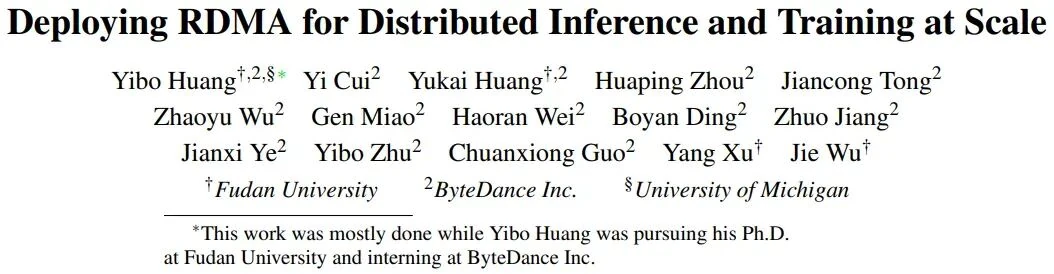 Deploying RDMA for Distributed Inference and Training at Scale
Yibo Huang†,2,§* Yi Cui2 Yukai Huang†,2 Huaping Zhou2 Jiancong Tong2
Zhaoyu Wu2 Gen Miao2 Haoran Wei2 Boyan Ding2 Zhuo Jiang2
Jianxi Ye2 Yibo Zhu2 Chuanxiong Guo2 Yang Xu† Jie Wu†
†Fudan University 2ByteDance Inc. §University of Michigan
*This work was mostly done while Yibo Huang was pursuing his Ph.D.
at Fudan University and interning at ByteDance Inc.